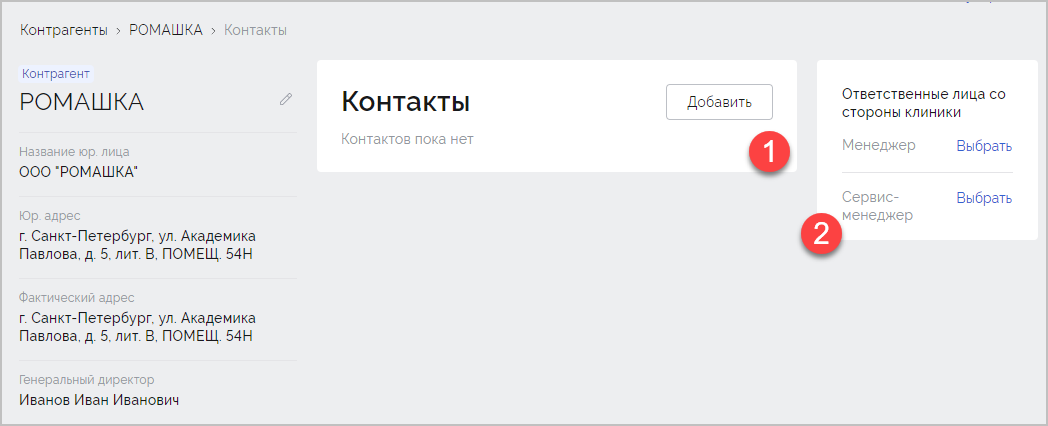 Контрагенты › РОМАШКА › Контакты
Контрагент
РОМАШКА
Название юр. лица
ООО "РОМАШКА"
Юр. адрес
г. Санкт-Петербург, ул. Академика
Павлова, д. 5, лит. В, ПОМЕЩ. 54Н
Фактический адрес
г. Санкт-Петербург, ул. Академика
Павлова, д. 5, лит. В, ПОМЕЩ. 54Н
Генеральный директор
Иванов Иван Иванович
Контакты
Добавить
Контактов пока нет
1
Ответственные лица со
стороны клиники
Менеджер Выбрать
Сервис- Выбрать
менеджер
2